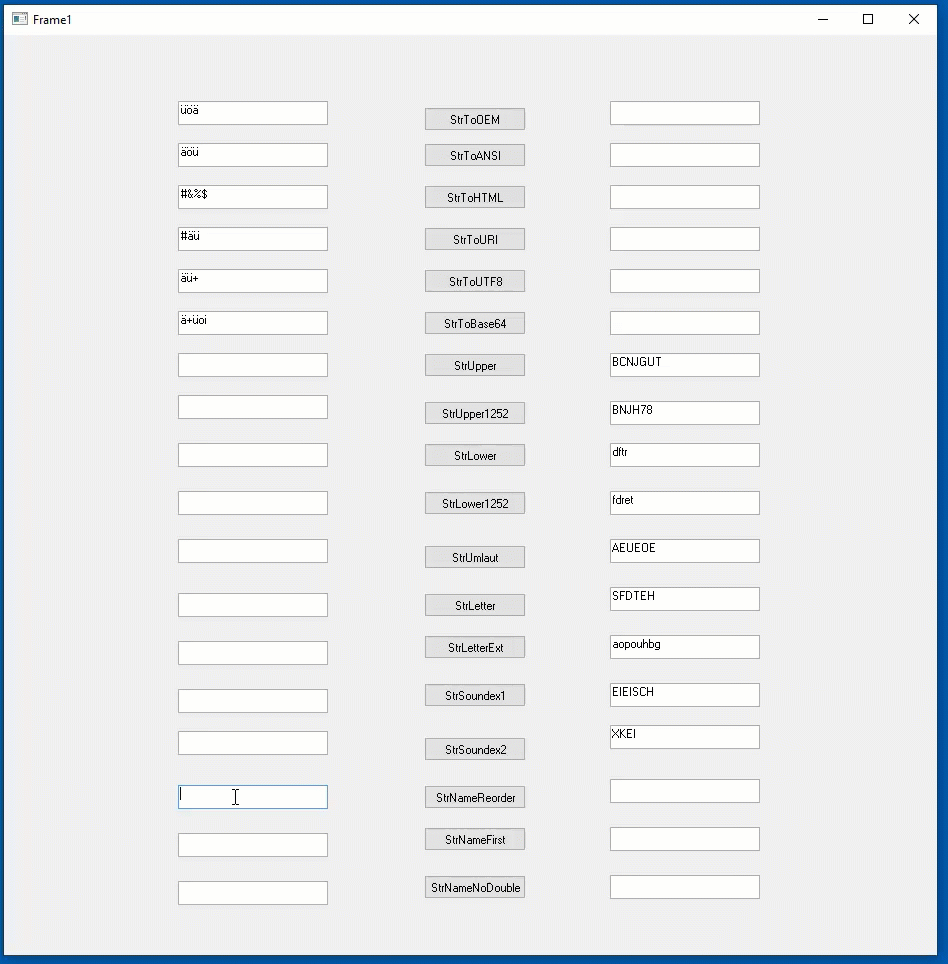 Frame1
üöä StrToOEM
äöü StrToANSI
#&%$ StrToHTML
#äü StrToURI
äü+ StrToUTF8
ä+üoi StrToBase64
StrUpper BCNJGUT
StrUpper1252 BNJH78
StrLower dftr
StrLower1252 fdret
StrUmlaut AEUEOE
StrLetter SFDTEH
StrLetterExt aopouhbg
StrSoundex1 EIEISCH
StrSoundex2 XKEI
StrNameReorder
StrNameFirst
StrNameNoDouble